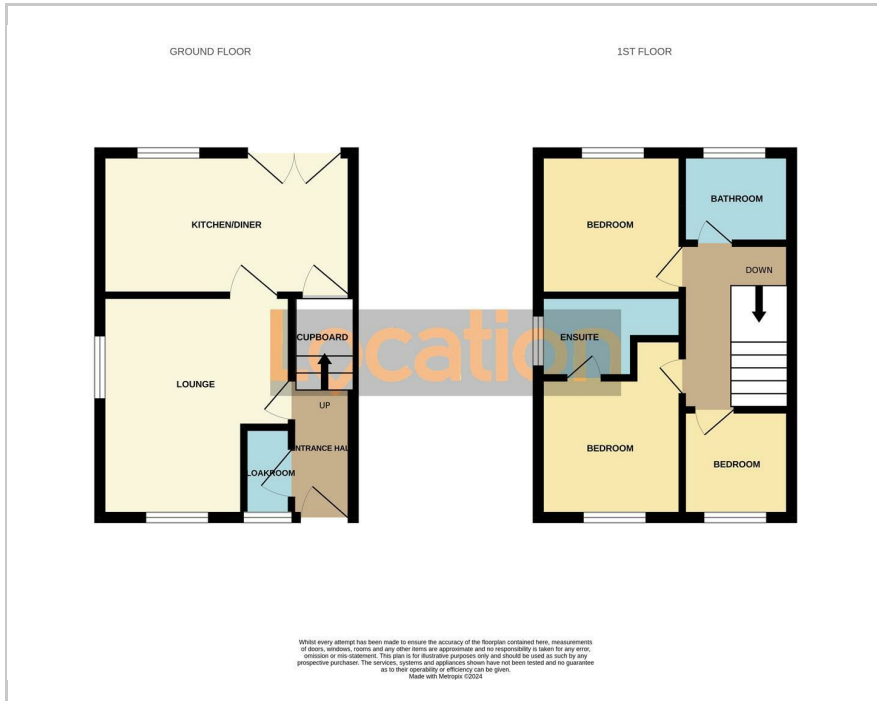 GROUND FLOOR
1ST FLOOR
KITCHEN/DINER
BEDROOM
BATHROOM
DOWN
CUPBOARD
ENSUITE
Location
LOUNGE
UP
ENTRANCE HALL
CLOAKROOM
BEDROOM
BEDROOM
Whilst every attempt has been made to ensure the accuracy of the floorplan contained here, measurements
of doors, windows, rooms and any other items are approximate and no responsibility is taken for any error,
omission or mis-statement. This plan is for illustrative purposes only and should be used as such by any
prospective purchaser. The services, systems and appliances shown have not been tested and no guarantee
as to their operability or efficiency can be given.
Made with Metropix ©2024